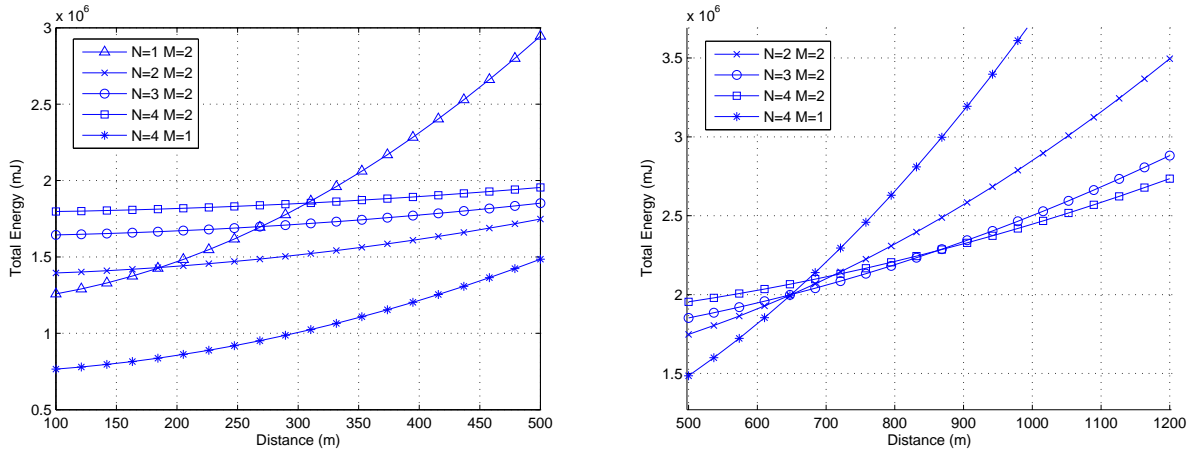 x 10^6
3
2.5
2
1.5
1
0.5
Total Energy (mJ)
N=1 M=2
N=2 M=2
N=3 M=2
N=4 M=2
N=4 M=1
100 150 200 250 300 350 400 450 500
Distance (m)
x 10^6
3.5
3
2.5
2
1.5
Total Energy (mJ)
N=2 M=2
N=3 M=2
N=4 M=2
N=4 M=1
500 600 700 800 900 1000 1100 1200
Distance (m)